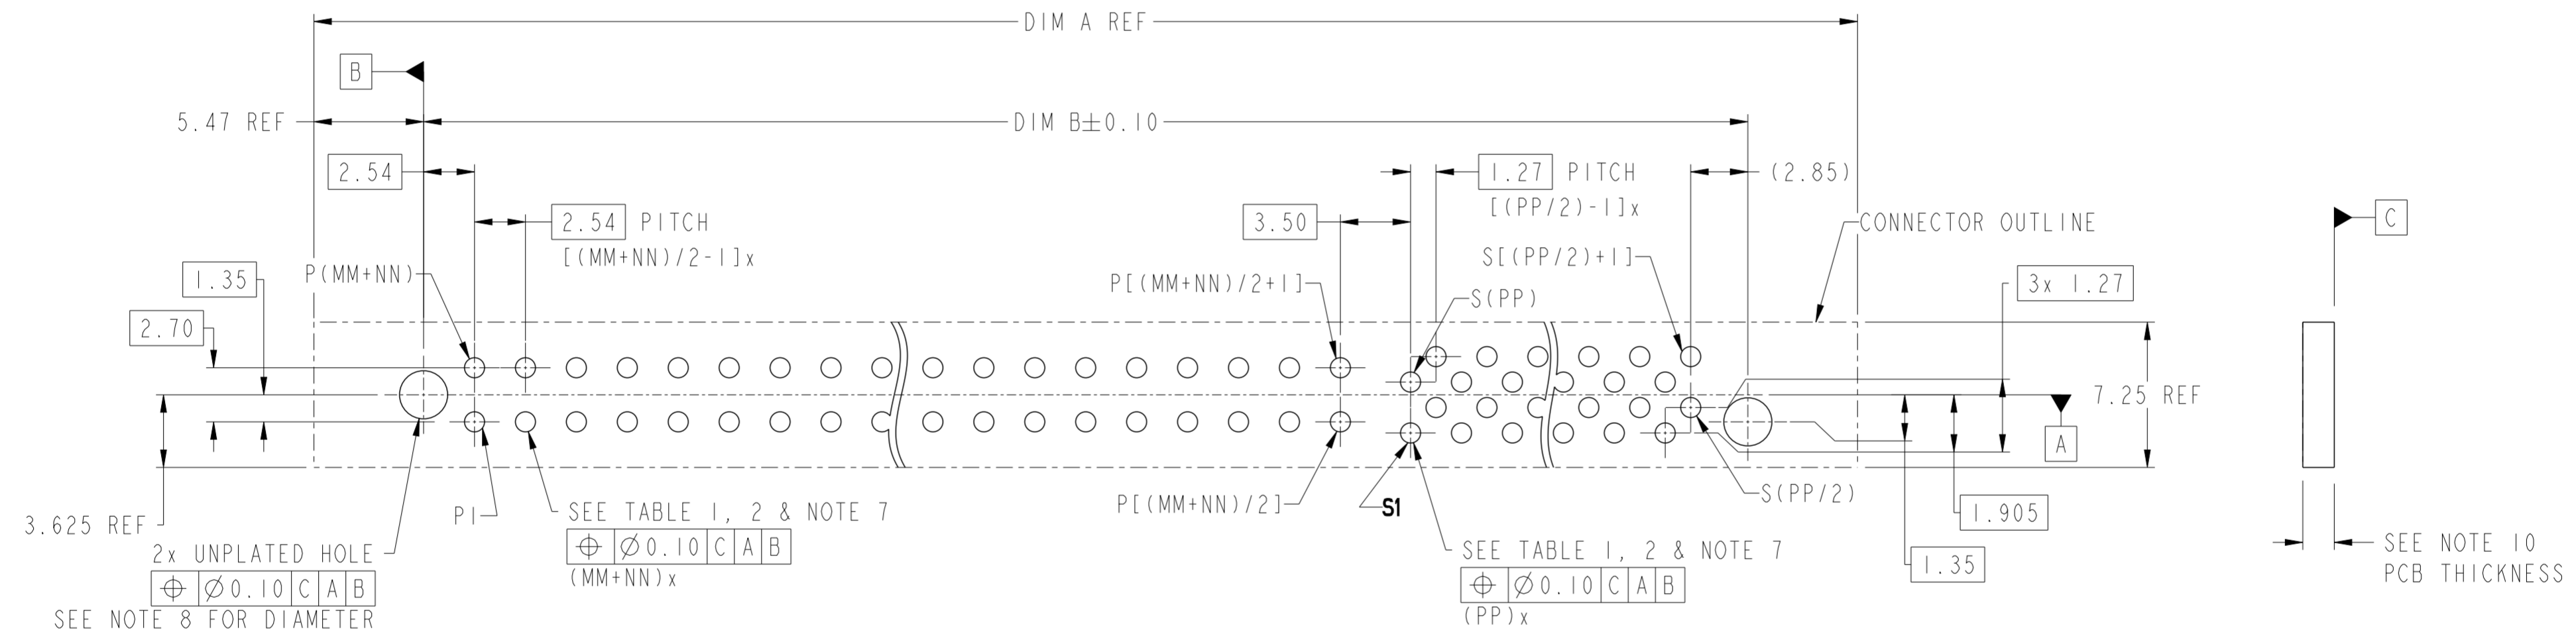 DIM A REF
B
5.47 REF
DIM B±0.10
2.54
1.27 PITCH
[(PP/2)-1]x
(2.85)
2.54 PITCH
[(MM+NN)/2-1]x
3.50
CONNECTOR OUTLINE
C
1.35
P(MM+NN)
P[(MM+NN)/2+1]
S[(PP/2)+1]
S(PP)
3x 1.27
2.70
7.25 REF
A
3.625 REF
P1
SEE TABLE 1, 2 & NOTE 7
⌖ Ø0.10 C A B
(MM+NN)x
P[(MM+NN)/2]
S1
S(PP/2)
1.905
2x UNPLATED HOLE
⌖ Ø0.10 C A B
SEE NOTE 8 FOR DIAMETER
SEE TABLE 1, 2 & NOTE 7
⌖ Ø0.10 C A B
(PP)x
1.35
SEE NOTE 10
PCB THICKNESS